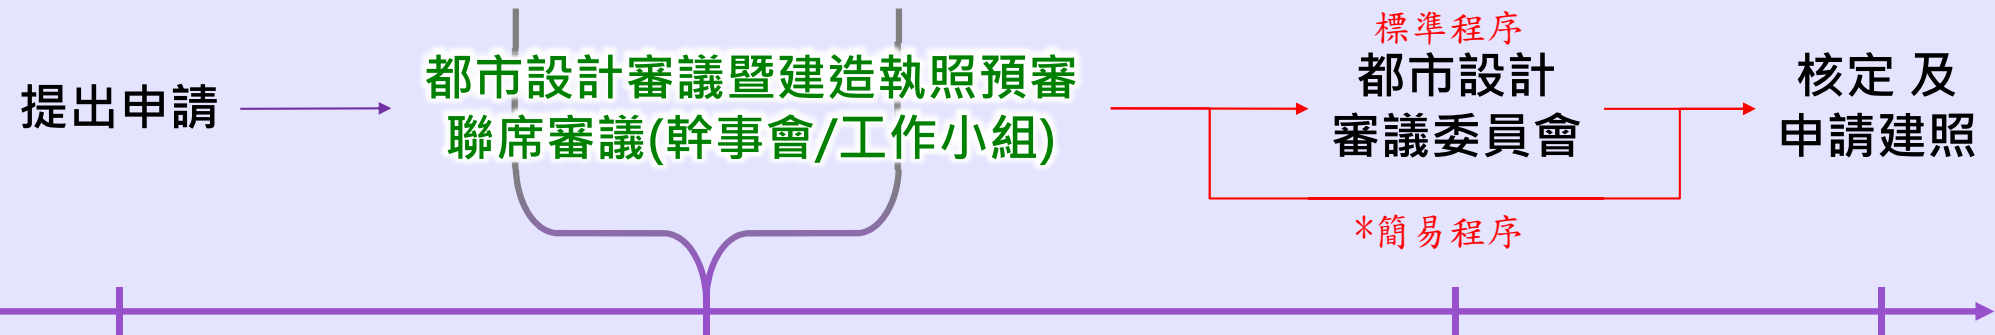 提出申請
都市設計審議暨建造執照預審
聯席審議(幹事會/工作小組)
標準程序
都市設計
審議委員會
*簡易程序
核定 及
申請建照